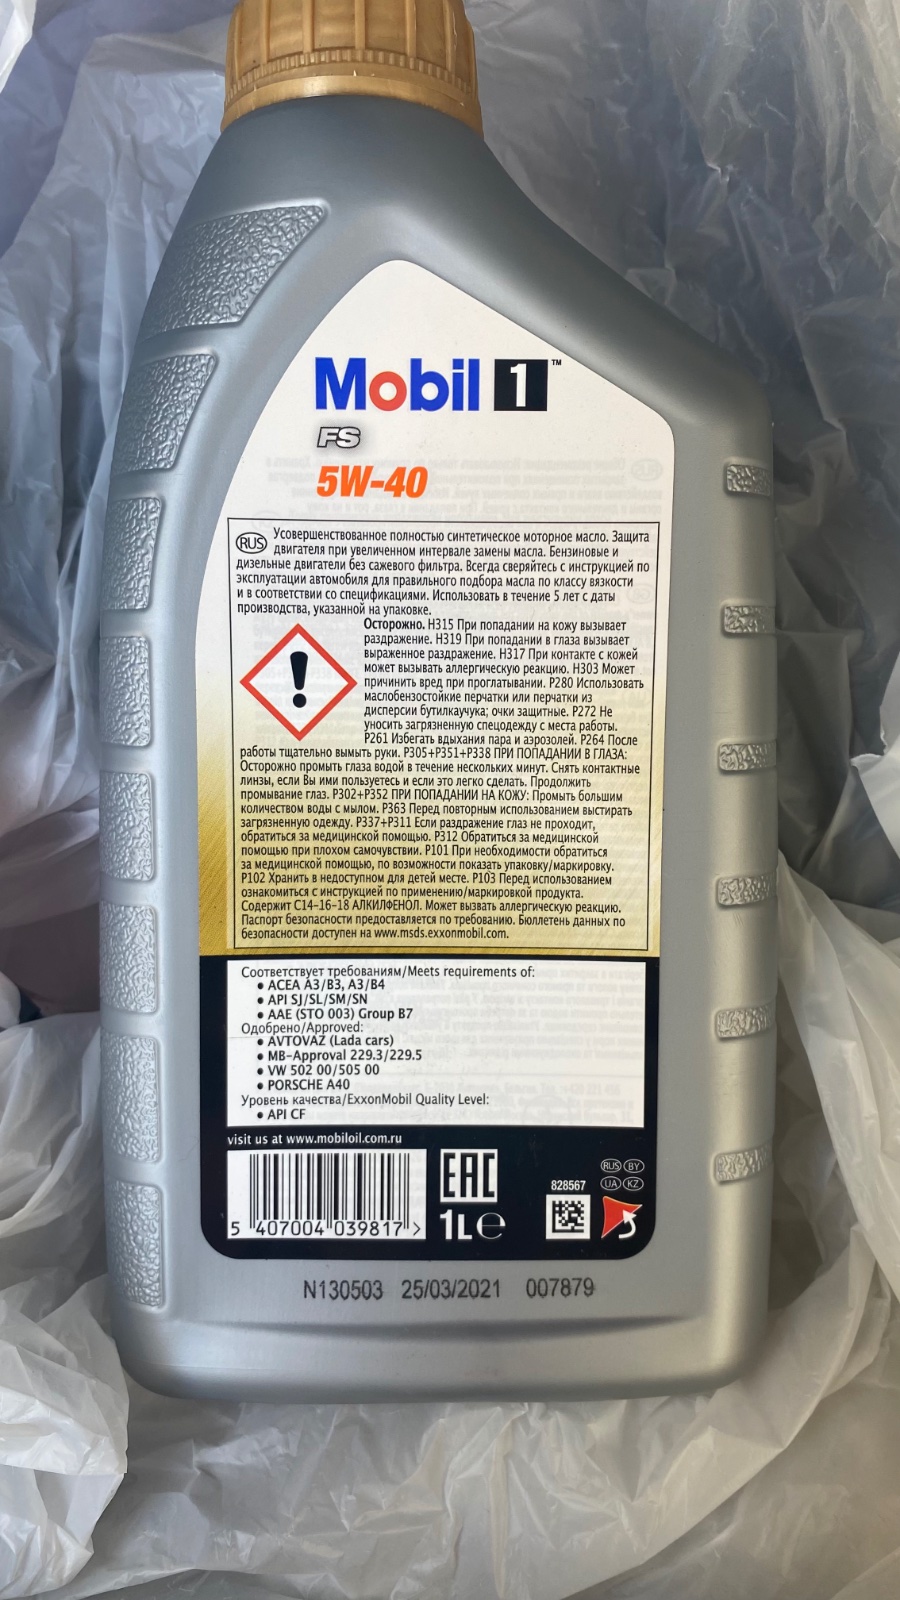 Mobil 1™
FS
5W-40
RUS Усовершенствованное полностью синтетическое моторное масло. Защита
двигателя при увеличенном интервале замены масла. Бензиновые и
дизельные двигатели без сажевого фильтра. Всегда сверяйтесь с инструкцией по
эксплуатации автомобиля для правильного подбора масла по классу вязкости
и в соответствии со спецификациями. Использовать в течение 5 лет с даты
производства, указанной на упаковке.
Осторожно. H315 При попадании на кожу вызывает
раздражение. H319 При попадании в глаза вызывает
выраженное раздражение. H317 При контакте с кожей
может вызывать аллергическую реакцию. H303 Может
причинить вред при проглатывании. P280 Использовать
маслобензостойкие перчатки или перчатки из
дисперсии бутилкаучука; очки защитные. P272 Не
уносить загрязненную спецодежду с места работы.
P261 Избегать вдыхания пара и аэрозолей. P264 После
работы тщательно вымыть руки. P305+P351+P338 ПРИ ПОПАДАНИИ В ГЛАЗА:
Осторожно промыть глаза водой в течение нескольких минут. Снять контактные
линзы, если Вы ими пользуетесь и если это легко сделать. Продолжить
промывание глаз. P302+P352 ПРИ ПОПАДАНИИ НА КОЖУ: Промыть большим
количеством воды с мылом. P363 Перед повторным использованием выстирать
загрязненную одежду. P337+P311 Если раздражение глаз не проходит,
обратиться за медицинской помощью. P312 Обратиться за медицинской
помощью при плохом самочувствии. P101 При необходимости обратиться
за медицинской помощью, по возможности показать упаковку/маркировку.
P102 Хранить в недоступном для детей месте. P103 Перед использованием
ознакомиться с инструкцией по применению/маркировкой продукта.
Содержит C14-16-18 АЛКИЛФЕНОЛ. Может вызвать аллергическую реакцию.
Паспорт безопасности предоставляется по требованию. Бюллетень данных по
безопасности доступен на www.msds.exxonmobil.com.
Соответствует требованиям/Meets requirements of:
• ACEA A3/B3, A3/B4
• API SJ/SL/SM/SN
• AAE (STO 003) Group B7
Одобрено/Approved:
• AVTOVAZ (Lada cars)
• MB-Approval 229.3/229.5
• VW 502 00/505 00
• PORSCHE A40
Уровень качества/ExxonMobil Quality Level:
• API CF
visit us at www.mobiloil.com.ru
5 407004 039817 >
EAC
1L e
828567
RUS BY
UA KZ
N130503 25/03/2021 007879